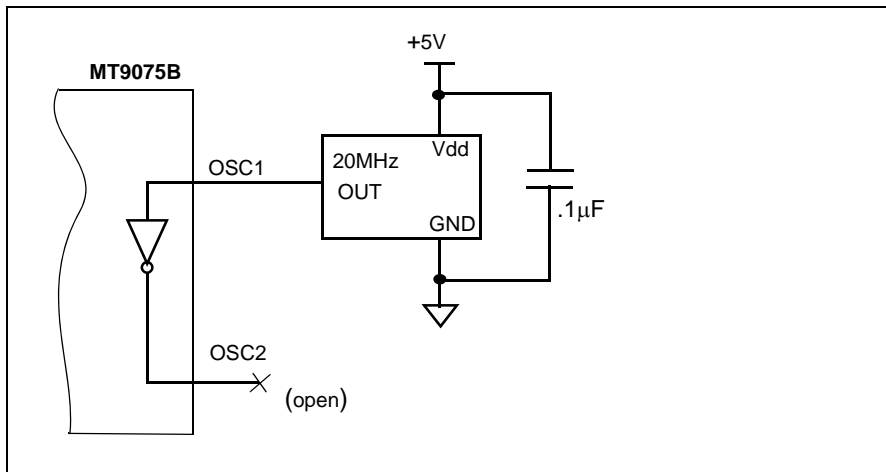 +5V
MT9075B
OSC1
20MHz
OUT
Vdd
GND
.1μF
OSC2
(open)